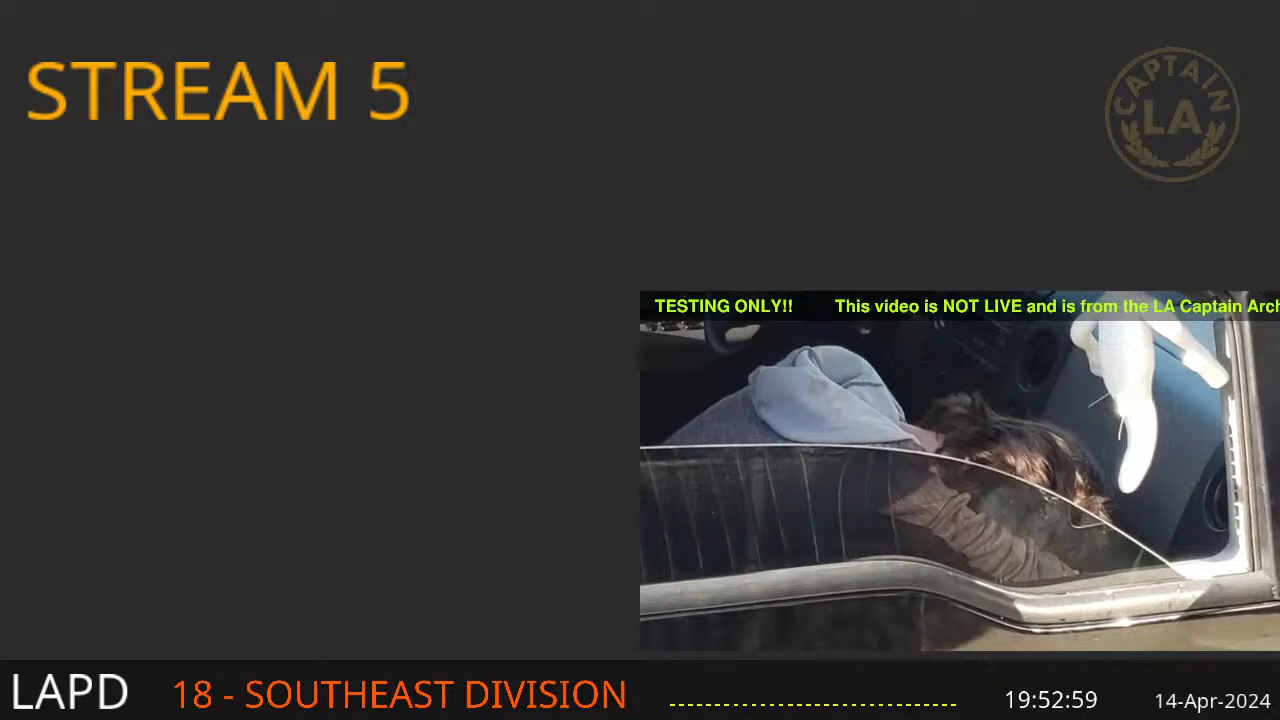 STREAM 5
CAPTAIN
LA
TESTING ONLY!! This video is NOT LIVE and is from the LA Captain Arch
LAPD 18 - SOUTHEAST DIVISION 19:52:59 14-Apr-2024